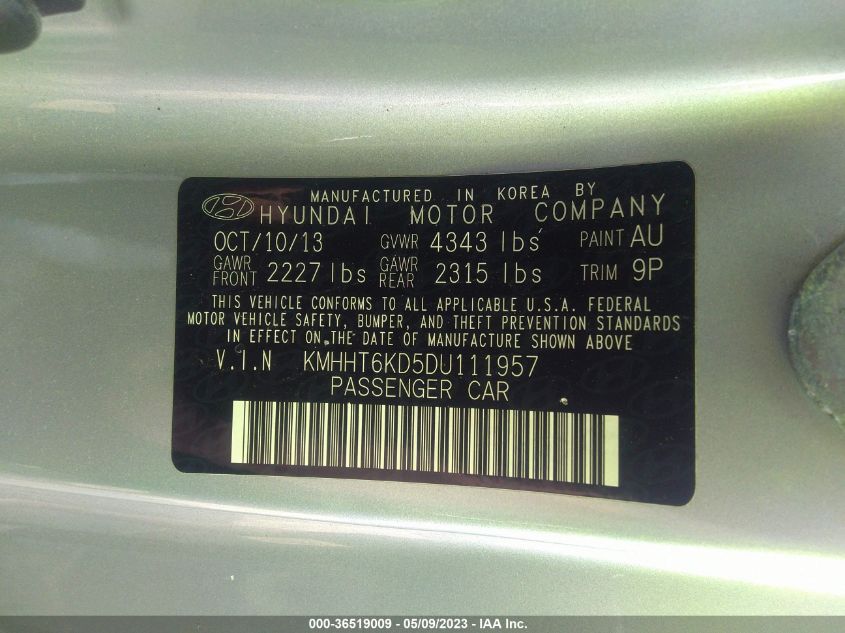 MANUFACTURED IN KOREA BY
HYUNDAI MOTOR COMPANY
OCT/10/13 GVWR 4343 lbs PAINT AU
GAWR FRONT 2227 lbs GAWR REAR 2315 lbs TRIM 9P
THIS VEHICLE CONFORMS TO ALL APPLICABLE U.S.A. FEDERAL
MOTOR VEHICLE SAFETY, BUMPER, AND THEFT PREVENTION STANDARDS
IN EFFECT ON THE DATE OF MANUFACTURE SHOWN ABOVE
V.I.N KMHHT6KD5DU111957
PASSENGER CAR
000-36519009 - 05/09/2023 - IAA Inc.